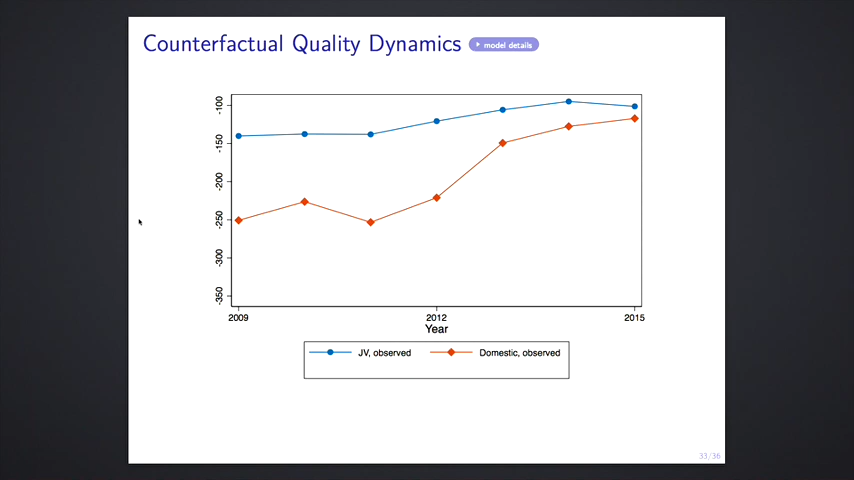 Counterfactual Quality Dynamics
model details
-100
-150
-200
-250
-300
-350
2009
2012
2015
Year
JV, observed
Domestic, observed
33/36